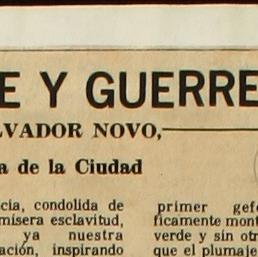 E Y GUERRE
LVADOR NOVO,
a de la Ciudad
cia, condolida de
misera esclavitud,
ya nuestra
ación, inspirando
primer gefe
ficamente mont
verde y sin otr
que el plumaje